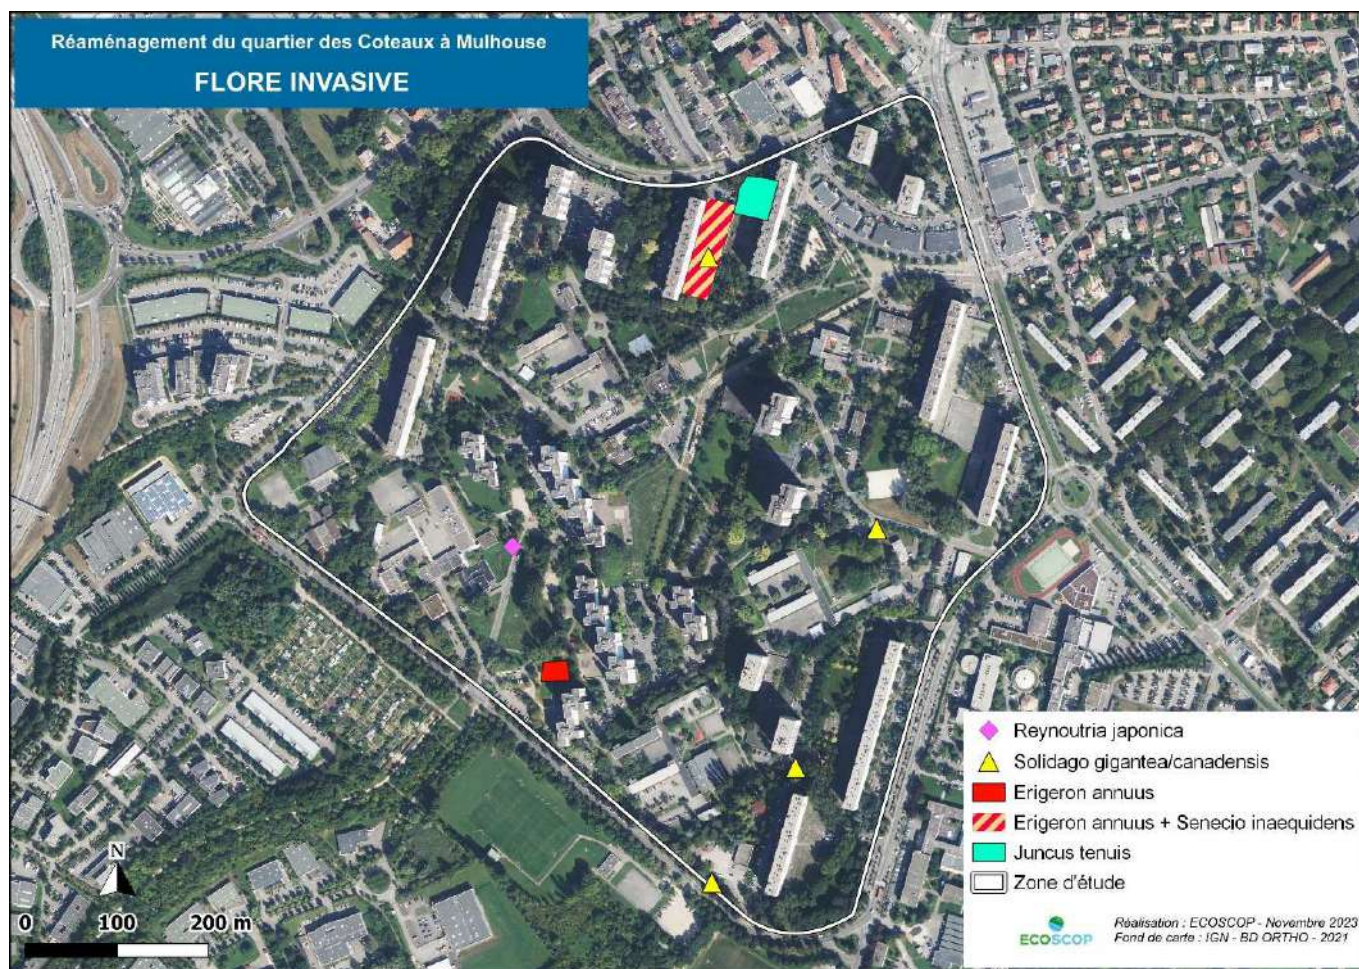 Réaménagement du quartier des Coteaux à Mulhouse
FLORE INVASIVE
Reynoutria japonica
Solidago gigantea/canadensis
Erigeron annuus
Erigeron annuus + Senecio inaequidens
Juncus tenuis
Zone d'étude
N
0 100 200 m
ECOSCOP
Réalisation : ECOSCOP - Novembre 2023
Fond de carte : IGN - BD ORTHO - 2021